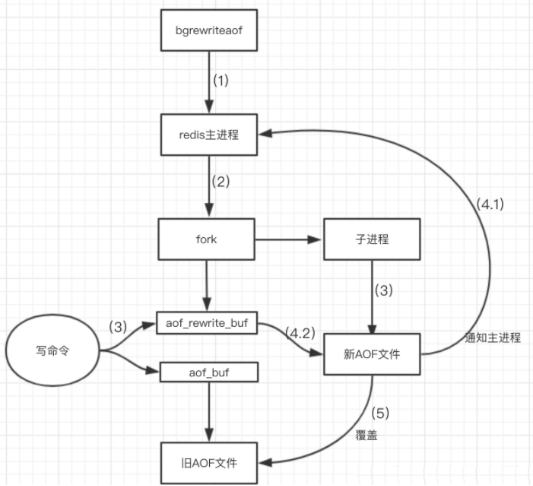 bgrewriteaof
(1)
redis主进程
(2)
(4.1)
fork
子进程
(3)
(3)
aof_rewrite_buf
(4.2)
写命令
新AOF文件
通知主进程
aof_buf
(5)
覆盖
旧AOF文件